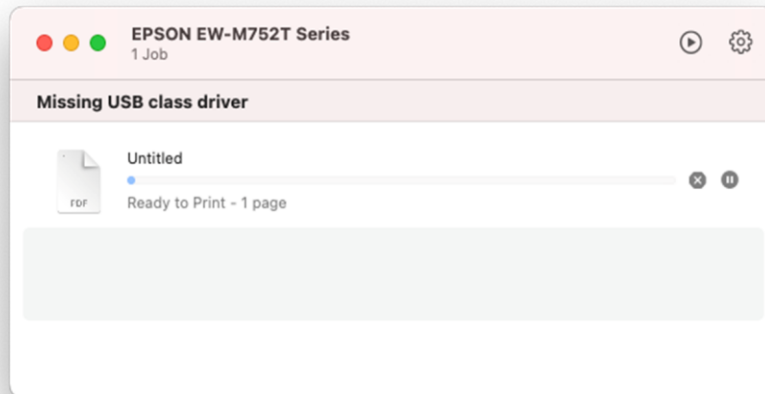 EPSON EW-M752T Series
1 Job
Missing USB class driver
Untitled
PDF
Ready to Print - 1 page